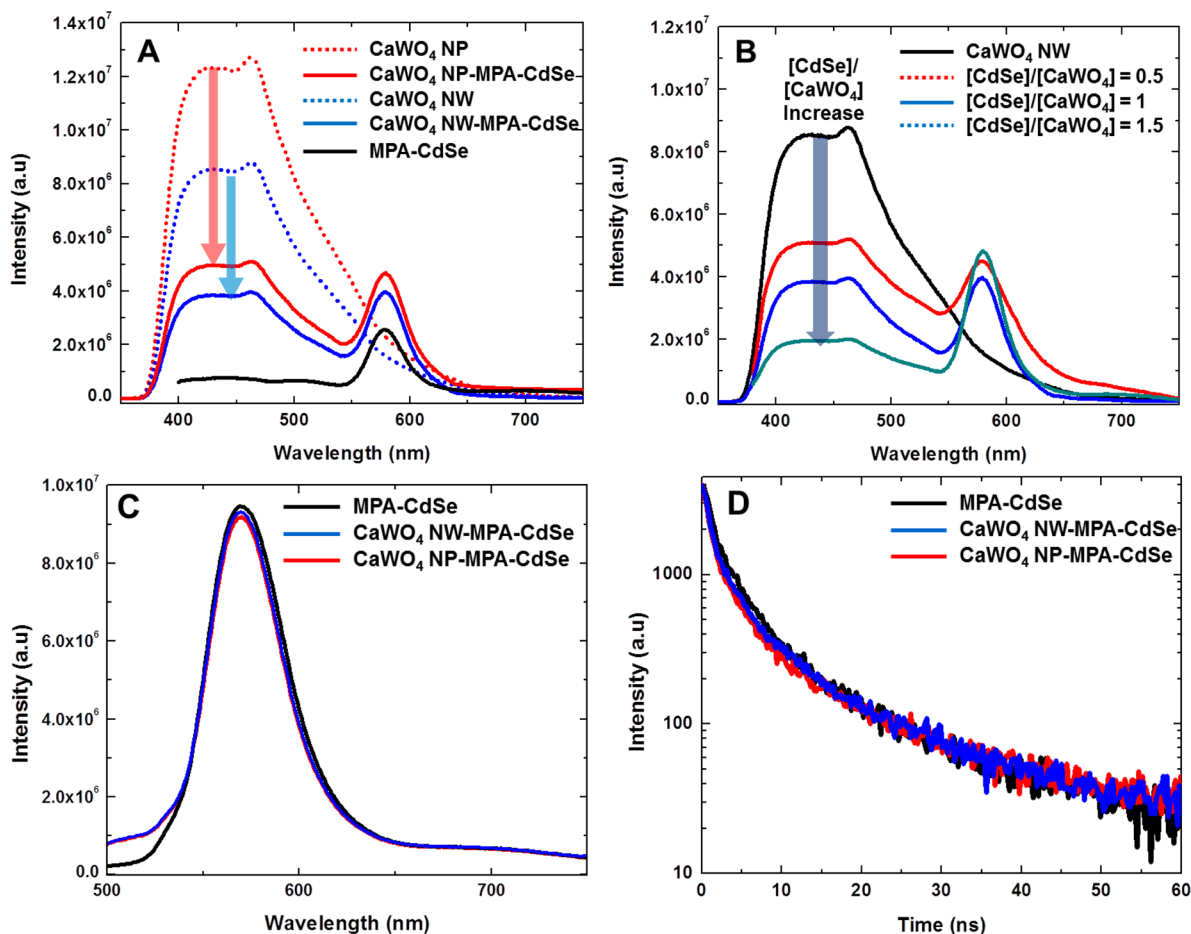 A
CaWO₄ NP
CaWO₄ NP-MPA-CdSe
CaWO₄ NW
CaWO₄ NW-MPA-CdSe
MPA-CdSe
1.4x10⁷
1.2x10⁷
1.0x10⁷
8.0x10⁶
6.0x10⁶
4.0x10⁶
2.0x10⁶
0.0
Intensity (a.u)
400
500
600
700
Wavelength (nm)
B
[CdSe]/
[CaWO₄]
Increase
CaWO₄ NW
[CdSe]/[CaWO₄] = 0.5
[CdSe]/[CaWO₄] = 1
[CdSe]/[CaWO₄] = 1.5
1.2x10⁷
1.0x10⁷
8.0x10⁶
6.0x10⁶
4.0x10⁶
2.0x10⁶
0.0
Intensity (a.u)
400
500
600
700
Wavelength (nm)
C
MPA-CdSe
CaWO₄ NW-MPA-CdSe
CaWO₄ NP-MPA-CdSe
1.0x10⁷
8.0x10⁶
6.0x10⁶
4.0x10⁶
2.0x10⁶
0.0
Intensity (a.u)
500
600
700
Wavelength (nm)
D
MPA-CdSe
CaWO₄ NW-MPA-CdSe
CaWO₄ NP-MPA-CdSe
1000
100
10
Intensity (a.u)
0
10
20
30
40
50
60
Time (ns)